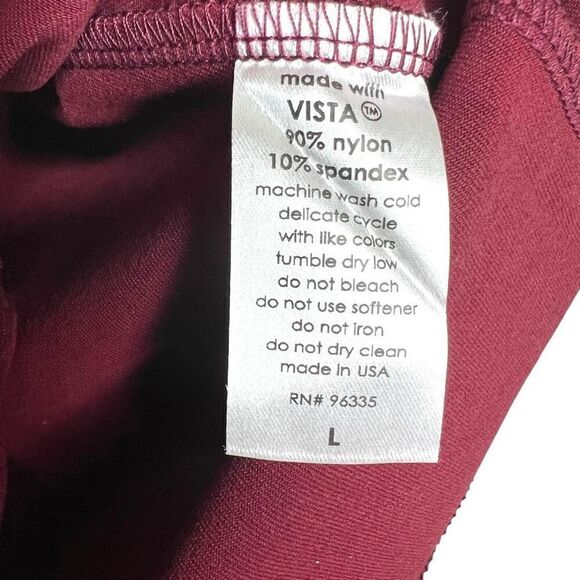 made with
VISTA™
90% nylon
10% spandex
machine wash cold
delicate cycle
with like colors
tumble dry low
do not bleach
do not use softener
do not iron
do not dry clean
made in USA
RN# 96335
L